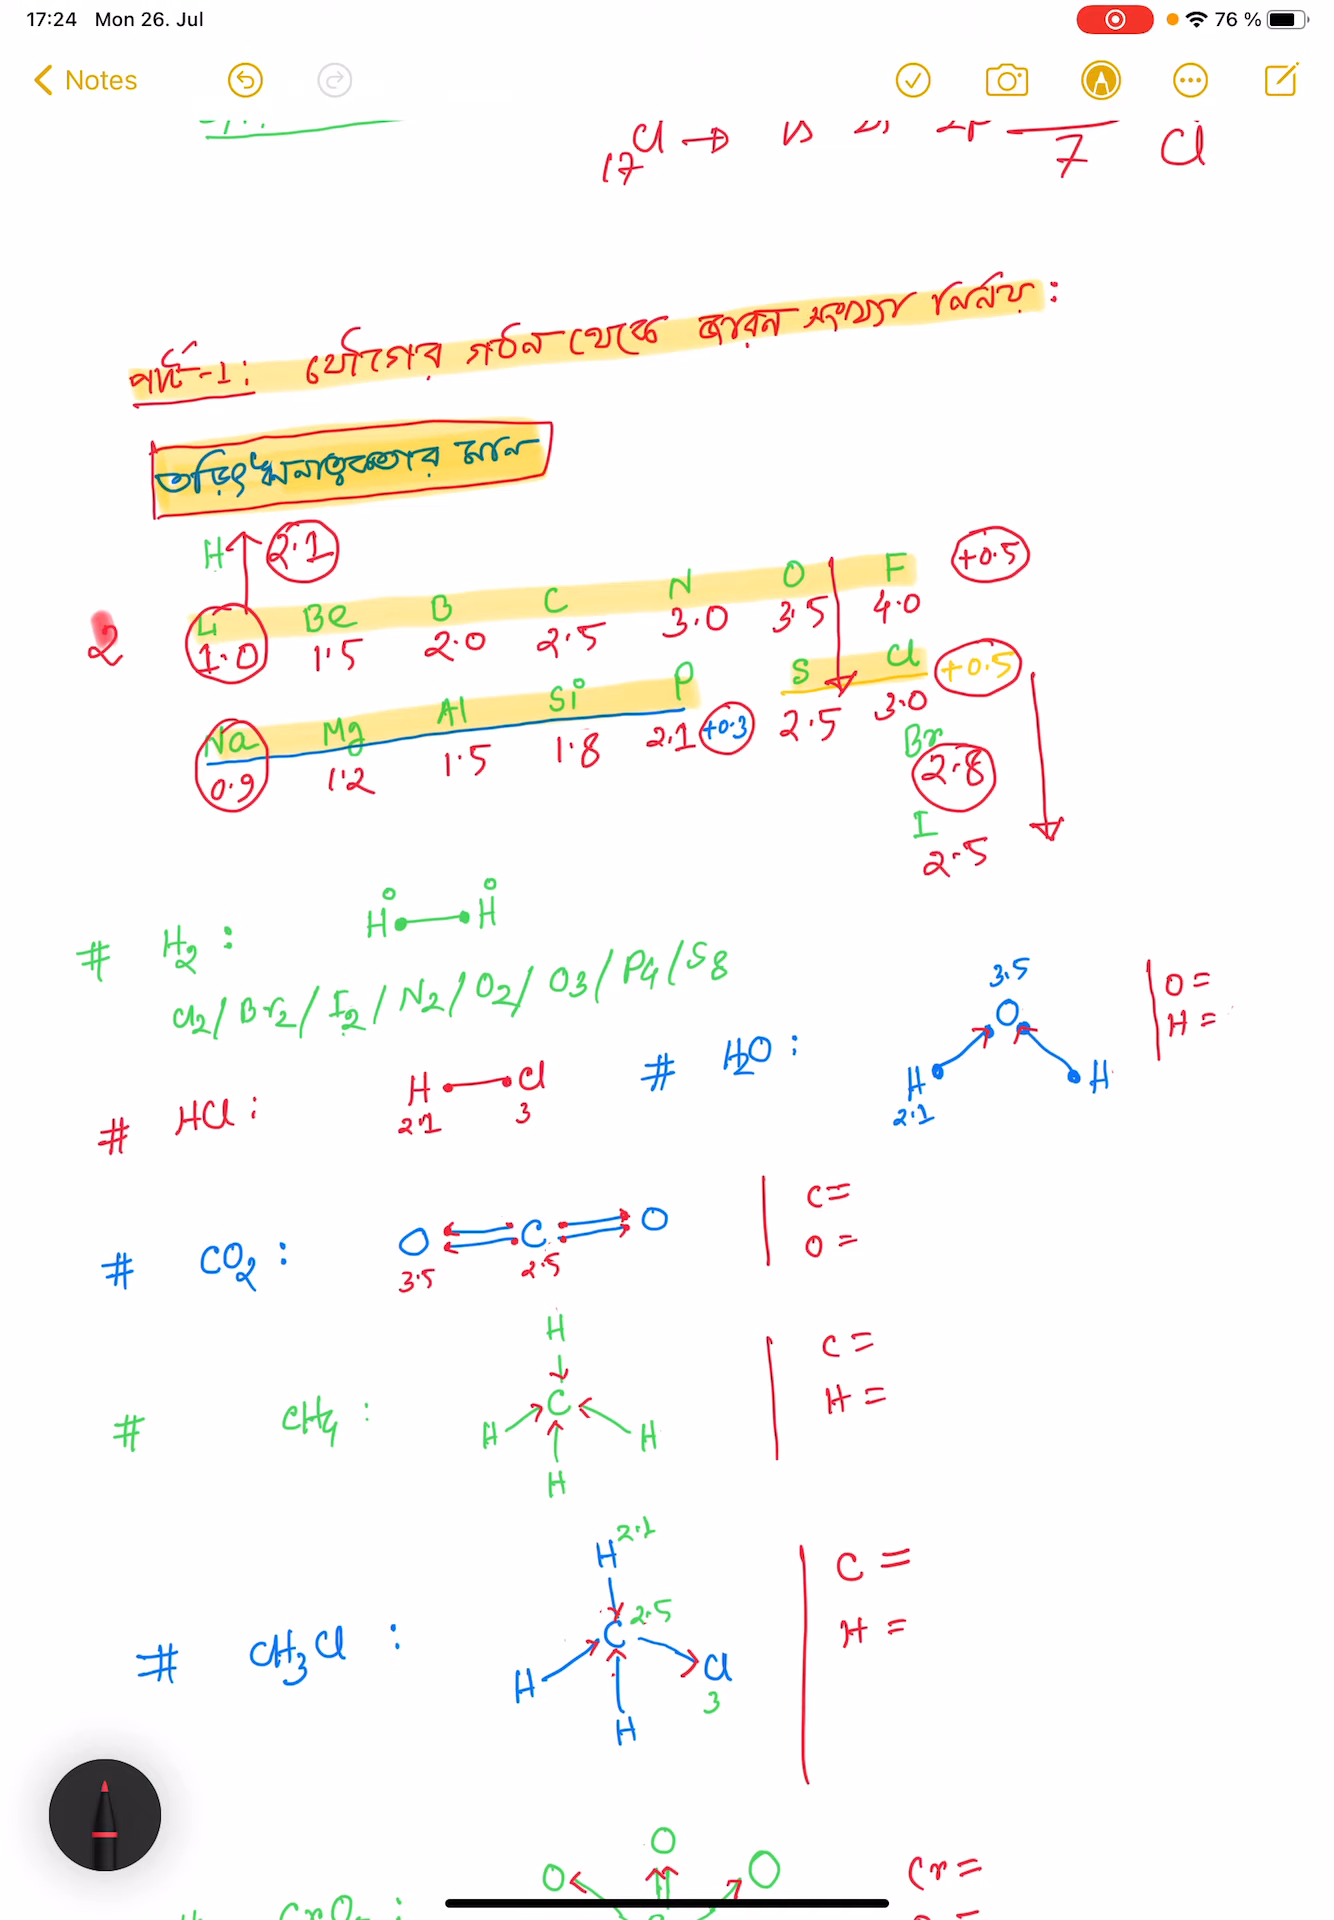 17:24 Mon 26. Jul 76 %
Notes
17Cl → 7 Cl
পার্ট-1: যৌগের গঠন থেকে জারন সংখ্যা নির্নয়:
তড়িৎ ঋনাত্বকতার মান
H 2.1
Li Be B C N O F +0.5
2 1.0 1.5 2.0 2.5 3.0 3.5 4.0
Na Mg Al Si P S Cl +0.5
0.9 1.2 1.5 1.8 2.1 +0.3 2.5 3.0
Br
2.8
I
2.5
# H2 : H H
Cl2/Br2/I2/N2/O2/O3/P4/S8
# HCl : H Cl
2.1 3
# H2O : 3.5
O
H H
2.1
O =
H =
# CO2 : O C O
3.5 2.5
C =
O =
# CH4 : H
C
H H
H
C =
H =
# CH3Cl : H 2.1
C 2.5
H Cl
3
H
C =
H =
O
O O
Cr =